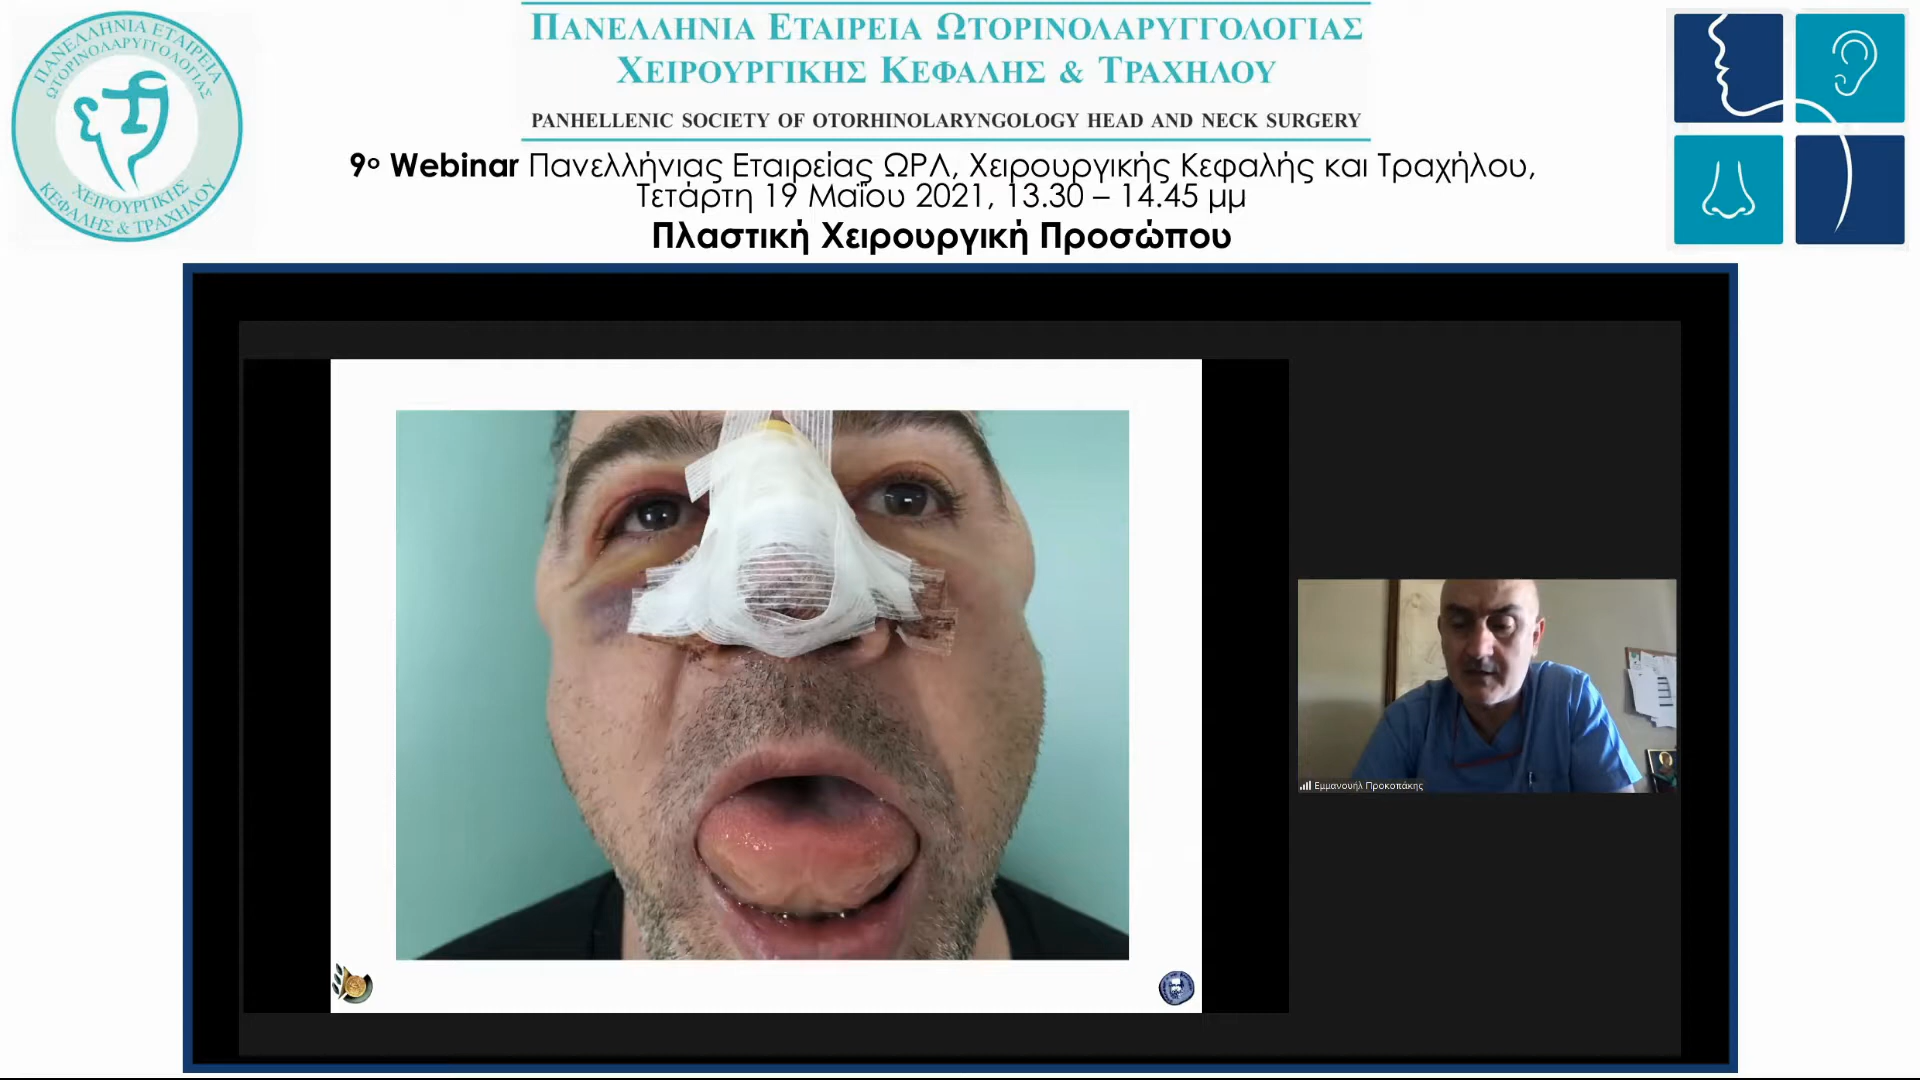 ΠΑΝΕΛΛΗΝΙΑ ΕΤΑΙΡΕΙΑ
ΩΤΟΡΙΝΟΛΑΡΥΓΓΟΛΟΓΙΑΣ
ΧΕΙΡΟΥΡΓΙΚΗΣ
ΚΕΦΑΛΗΣ & ΤΡΑΧΗΛΟΥ
ΠΑΝΕΛΛΗΝΙΑ ΕΤΑΙΡΕΙΑ ΩΤΟΡΙΝΟΛΑΡΥΓΓΟΛΟΓΙΑΣ
ΧΕΙΡΟΥΡΓΙΚΗΣ ΚΕΦΑΛΗΣ & ΤΡΑΧΗΛΟΥ
PANHELLENIC SOCIETY OF OTORHINOLARYNGOLOGY HEAD AND NECK SURGERY
9ο Webinar Πανελλήνιας Εταιρείας ΩΡΛ, Χειρουργικής Κεφαλής και Τραχήλου,
Τετάρτη 19 Μαΐου 2021, 13.30 – 14.45 μμ
Πλαστική Χειρουργική Προσώπου
Εμμανουήλ Προκοπάκης